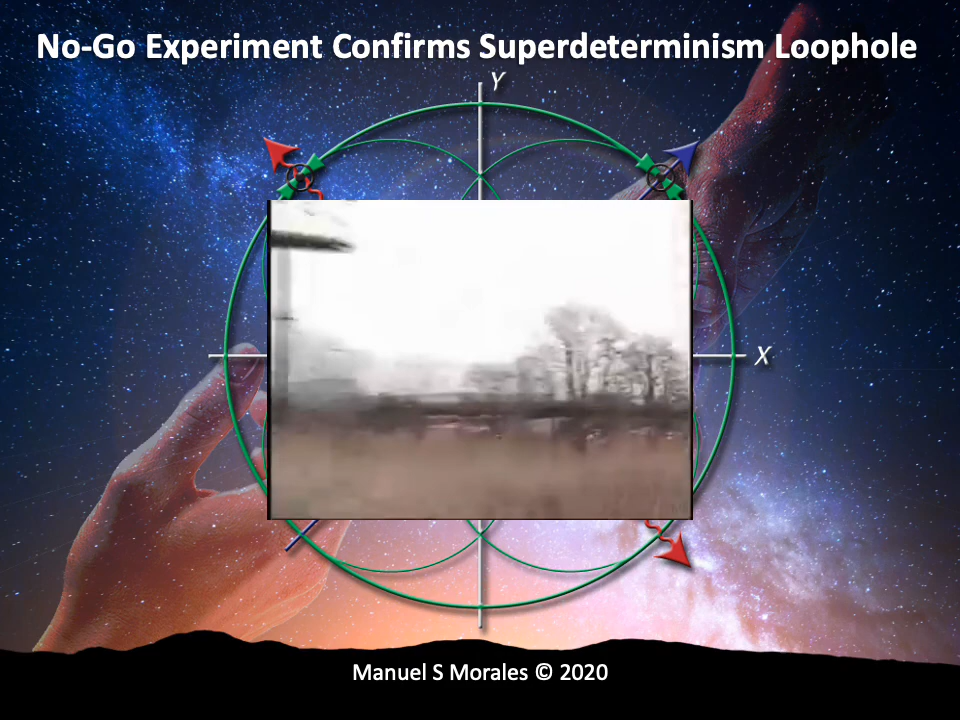 No-Go Experiment Confirms Superdeterminism Loophole
Y
X
Manuel S Morales © 2020